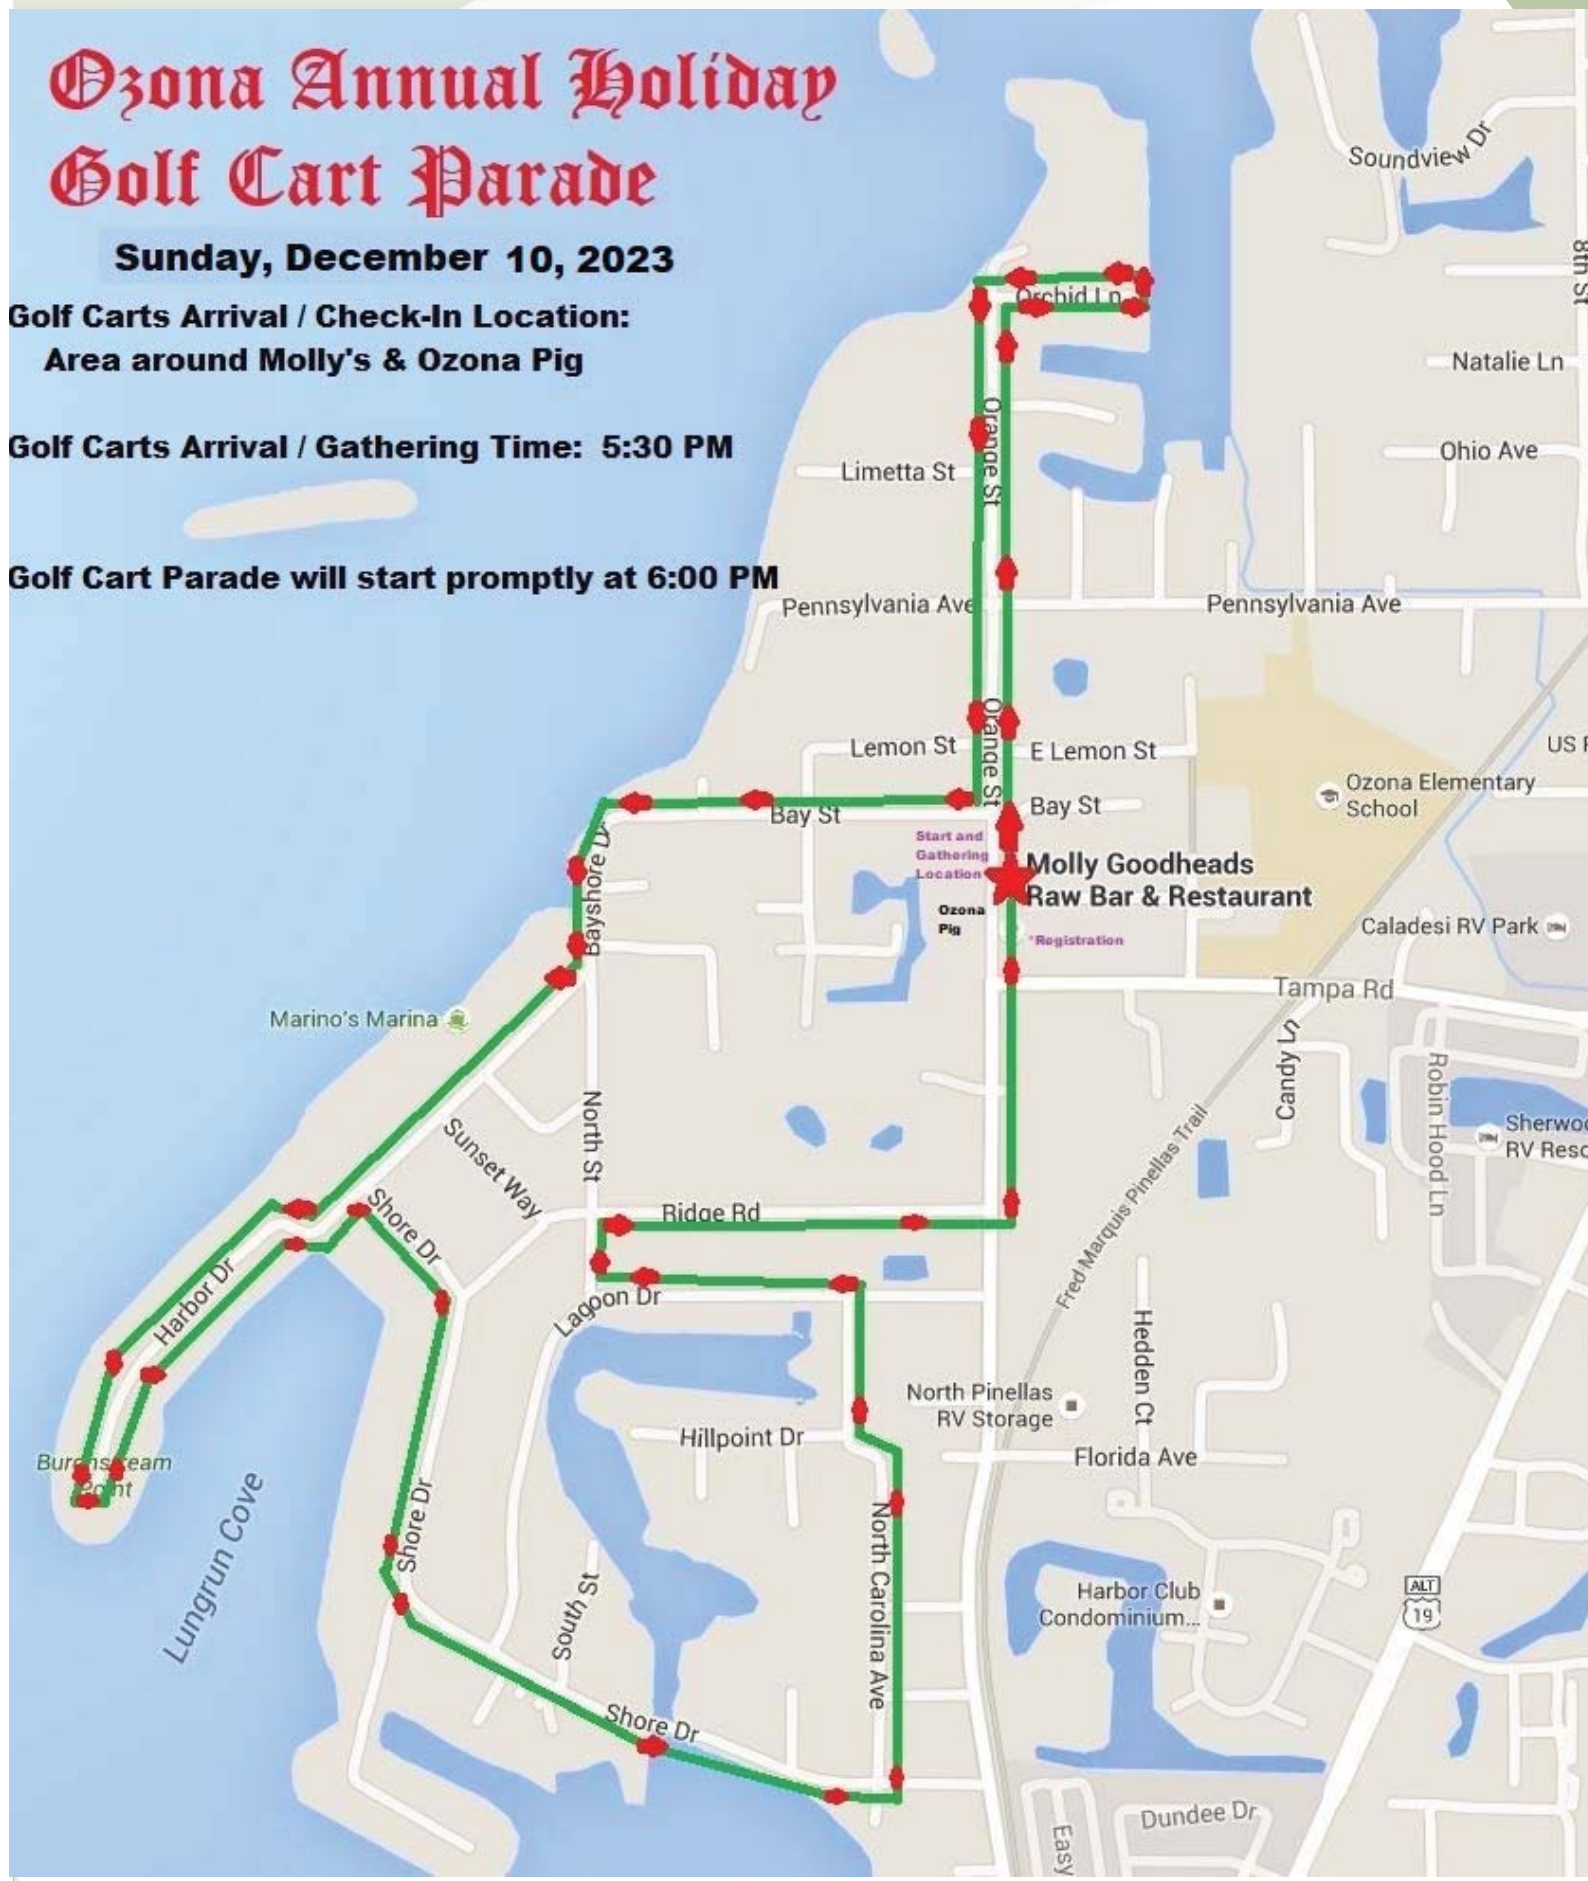 Ozona Annual Holiday
Golf Cart Parade
Sunday, December 10, 2023
Golf Carts Arrival / Check-In Location:
Area around Molly's & Ozona Pig
Golf Carts Arrival / Gathering Time: 5:30 PM
Golf Cart Parade will start promptly at 6:00 PM
Soundview Dr
8th St
Orchid Ln
Natalie Ln
Orange St
Ohio Ave
Limetta St
Pennsylvania Ave
Pennsylvania Ave
Orange St
Lemon St
E Lemon St
US
Ozona Elementary
School
Bay St
Bay St
Start and
Gathering
Location
Molly Goodheads
Raw Bar & Restaurant
Bayshore Dr
Ozona
Pig
*Registration
Caladesi RV Park
Tampa Rd
Marino's Marina
Candy Ln
Robin Hood Ln
North St
Sunset Way
Fred Marquis Pinellas Trail
Sherwoo
RV Reso
Shore Dr
Ridge Rd
Harbor Dr
Lagoon Dr
Hedden Ct
North Pinellas
RV Storage
Hillpoint Dr
Florida Ave
Point
Lungrun Cove
Shore Dr
North Carolina Ave
South St
Harbor Club
Condominium...
ALT
19
Shore Dr
Dundee Dr
Easy